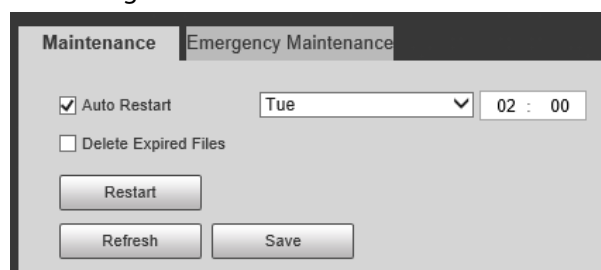 Maintenance Emergency Maintenance
Auto Restart Tue 02 : 00
Delete Expired Files
Restart
Refresh Save